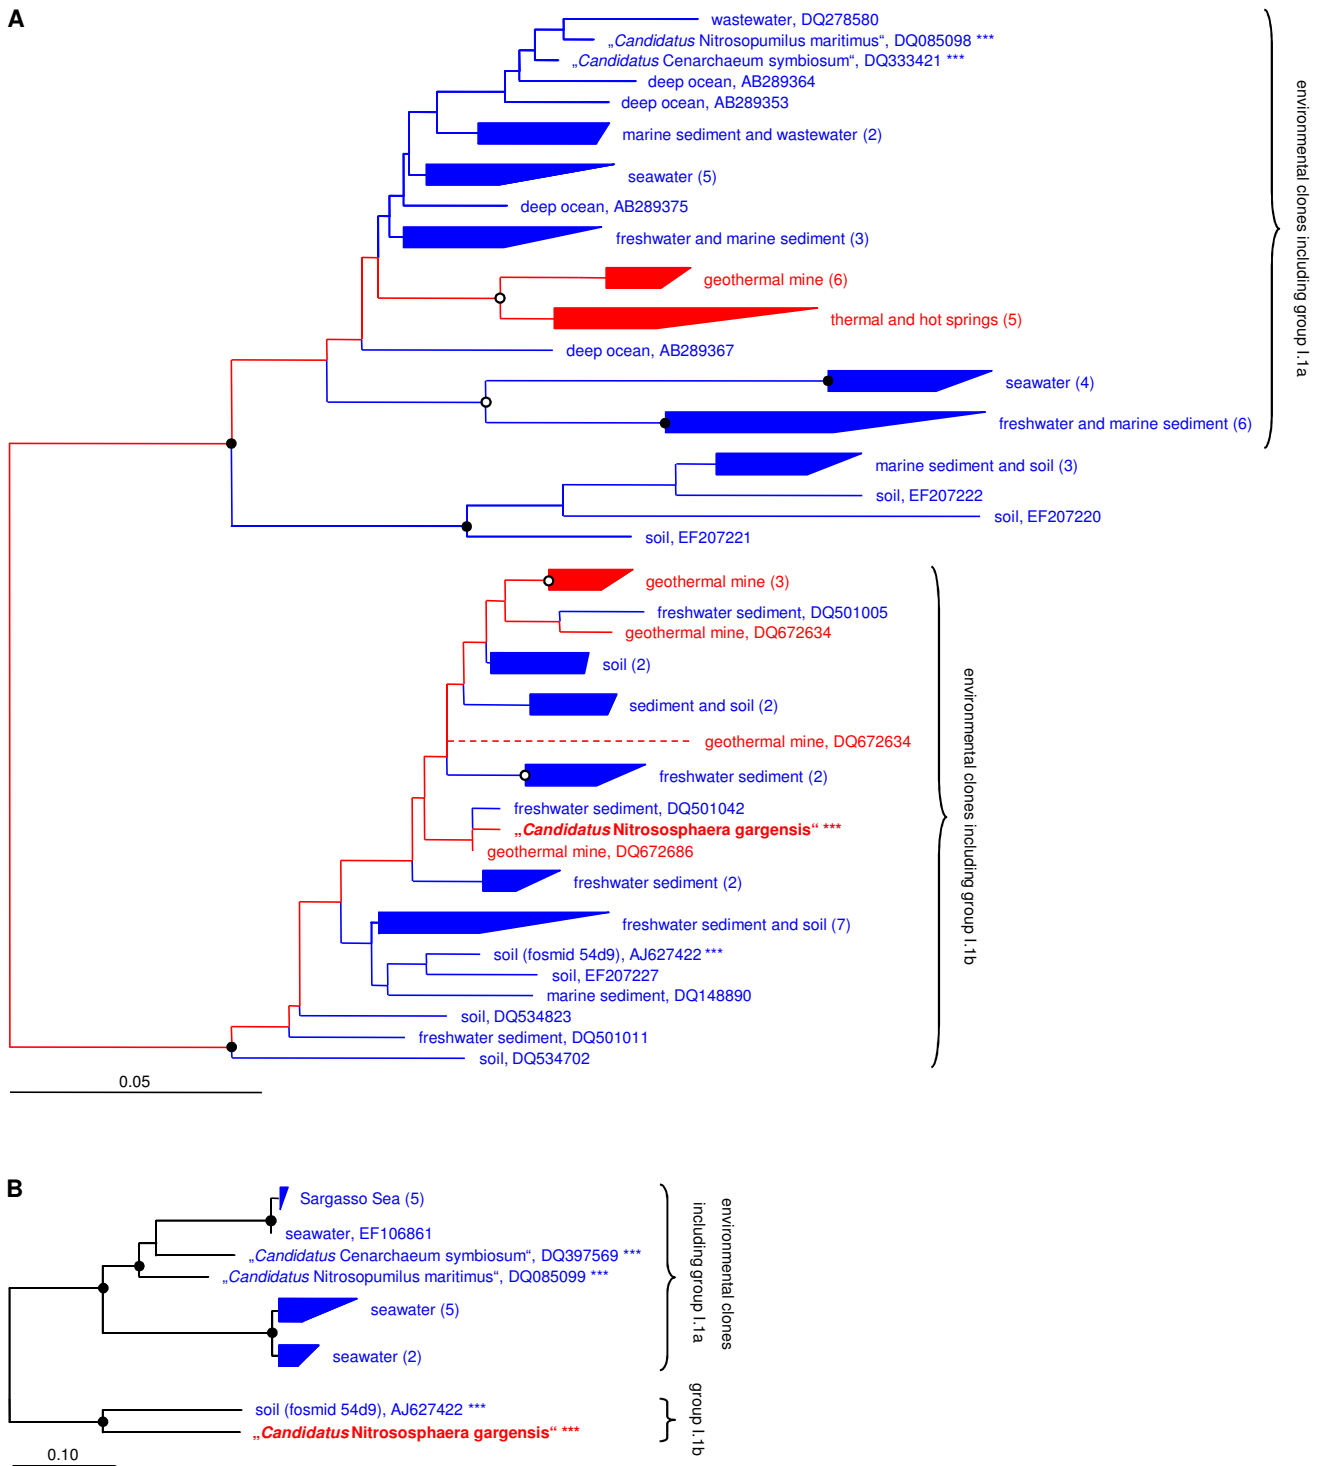 A
wastewater, DQ278580
„Candidatus Nitrosopumilus maritimus“, DQ085098 ***
„Candidatus Cenarchaeum symbiosum“, DQ333421 ***
deep ocean, AB289364
deep ocean, AB289353
marine sediment and wastewater (2)
seawater (5)
deep ocean, AB289375
freshwater and marine sediment (3)
geothermal mine (6)
thermal and hot springs (5)
deep ocean, AB289367
seawater (4)
freshwater and marine sediment (6)
environmental clones including group I.1a
marine sediment and soil (3)
soil, EF207222
soil, EF207220
soil, EF207221
geothermal mine (3)
freshwater sediment, DQ501005
geothermal mine, DQ672634
soil (2)
sediment and soil (2)
geothermal mine, DQ672634
freshwater sediment (2)
freshwater sediment, DQ501042
„Candidatus Nitrososphaera gargensis“ ***
geothermal mine, DQ672686
freshwater sediment (2)
freshwater sediment and soil (7)
soil (fosmid 54d9), AJ627422 ***
soil, EF207227
marine sediment, DQ148890
soil, DQ534823
freshwater sediment, DQ501011
soil, DQ534702
environmental clones including group I.1b
0.05
B
Sargasso Sea (5)
seawater, EF106861
„Candidatus Cenarchaeum symbiosum“, DQ397569 ***
„Candidatus Nitrosopumilus maritimus“, DQ085099 ***
seawater (5)
seawater (2)
environmental clones
including group I.1a
soil (fosmid 54d9), AJ627422 ***
„Candidatus Nitrososphaera gargensis“ ***
group I.1b
0.10